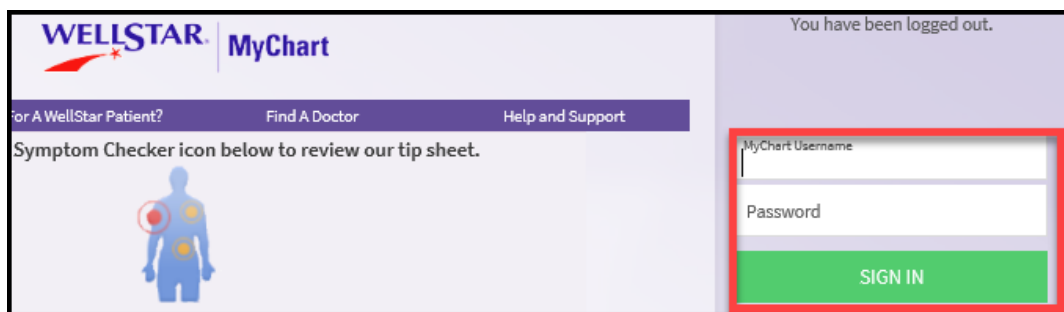 WELLSTAR.
MyChart
For A WellStar Patient? Find A Doctor Help and Support
Symptom Checker icon below to review our tip sheet.
You have been logged out.
MyChart Username
Password
SIGN IN